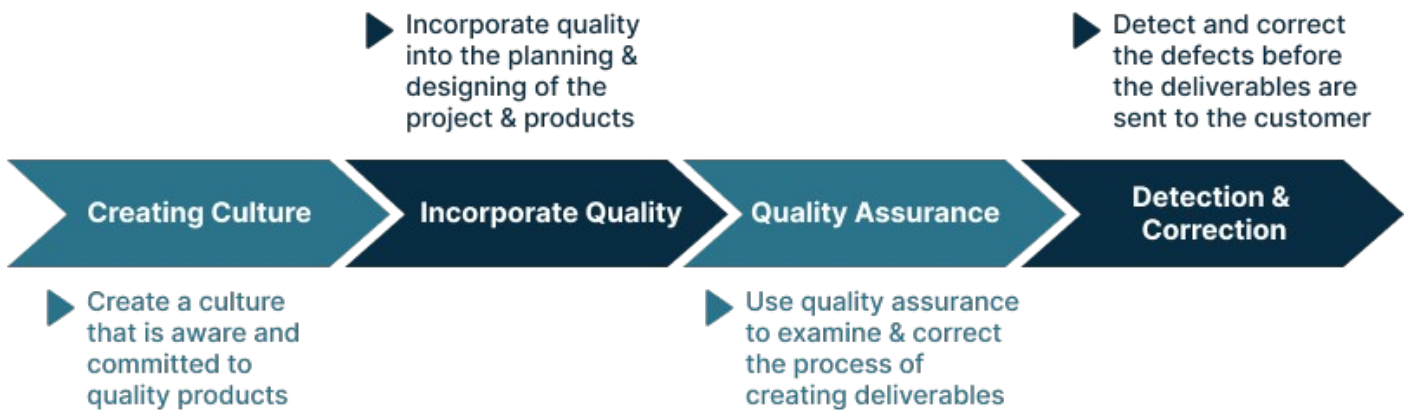 Incorporate quality
into the planning &
designing of the
project & products
Detect and correct
the defects before
the deliverables are
sent to the customer
Creating Culture
Incorporate Quality
Quality Assurance
Detection &
Correction
Create a culture
that is aware and
committed to
quality products
Use quality assurance
to examine & correct
the process of
creating deliverables